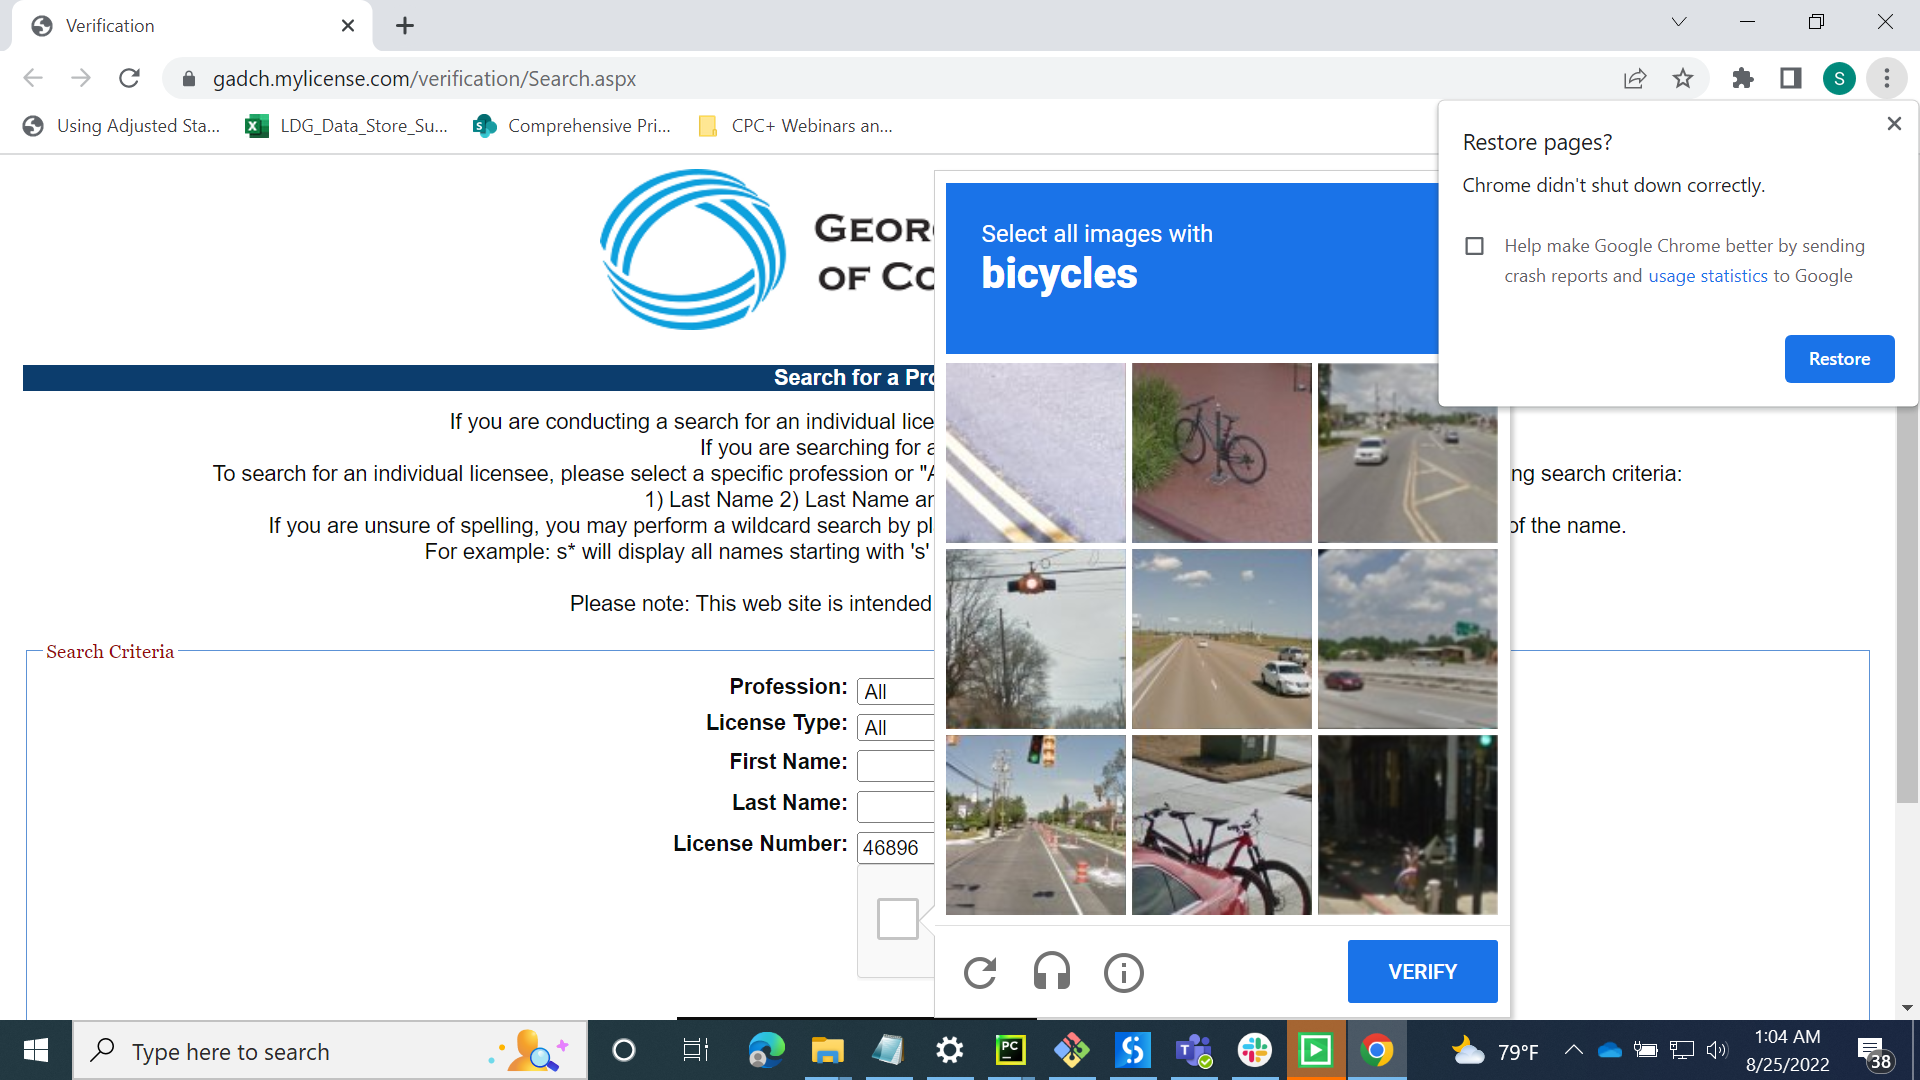 Verification
gadch.mylicense.com/verification/Search.aspx
S
Using Adjusted Sta...
LDG_Data_Store_Su...
Comprehensive Pri...
CPC+ Webinars an...
Restore pages?
Chrome didn't shut down correctly.
Help make Google Chrome better by sending
crash reports and usage statistics to Google
Restore
GEOR
OF CO
Select all images with
bicycles
Search for a Pro
If you are conducting a search for an individual lice
If you are searching for a
To search for an individual licensee, please select a specific profession or "A
ng search criteria:
1) Last Name 2) Last Name an
If you are unsure of spelling, you may perform a wildcard search by pl
of the name.
For example: s* will display all names starting with 's'
Please note: This web site is intended
Search Criteria
Profession: All
License Type: All
First Name:
Last Name:
License Number: 46896
VERIFY
Type here to search
PC
79°F
1:04 AM
8/25/2022
38